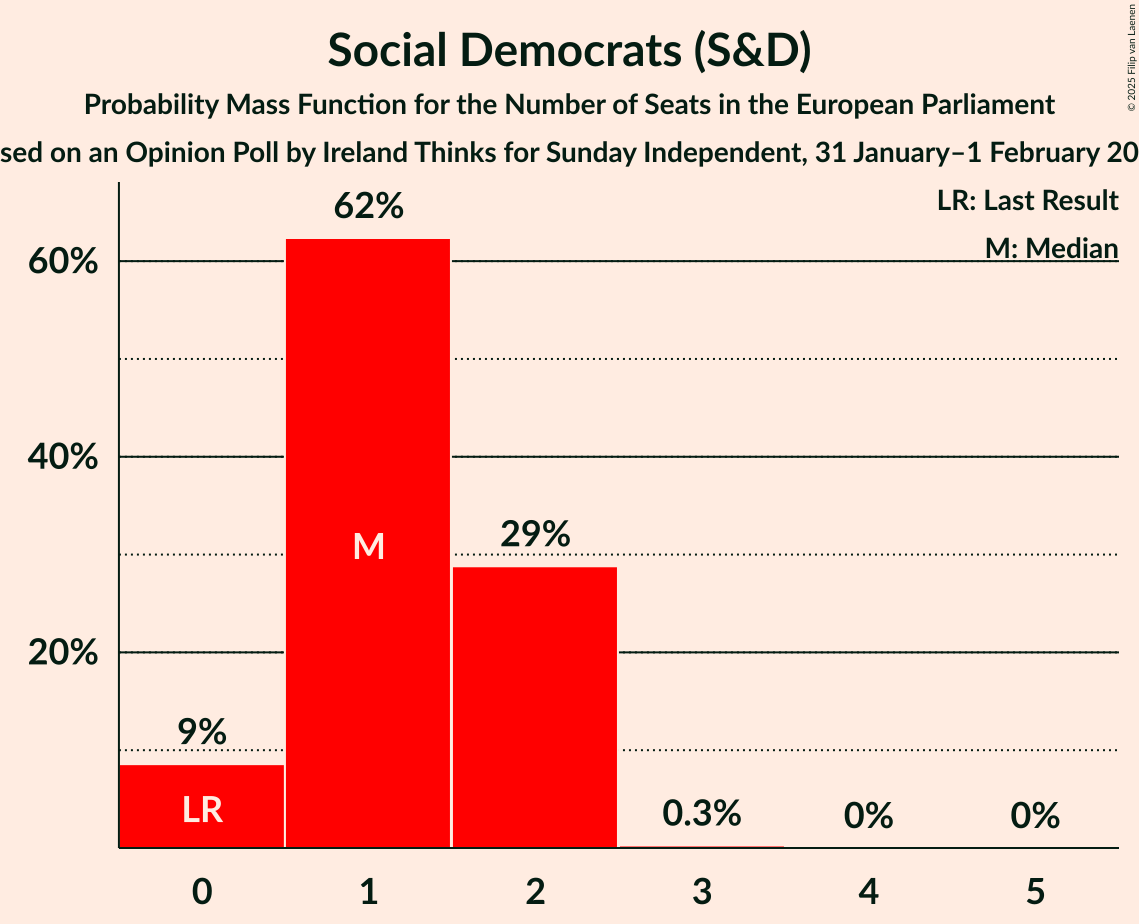 Social Democrats (S&D)
Probability Mass Function for the Number of Seats in the European Parliament
sed on an Opinion Poll by Ireland Thinks for Sunday Independent, 31 January–1 February 20
© 2025 Filip van Laenen
LR: Last Result
M: Median
62%
60%
40%
M
29%
20%
9%
LR
0.3%
0%
0%
0 1 2 3 4 5